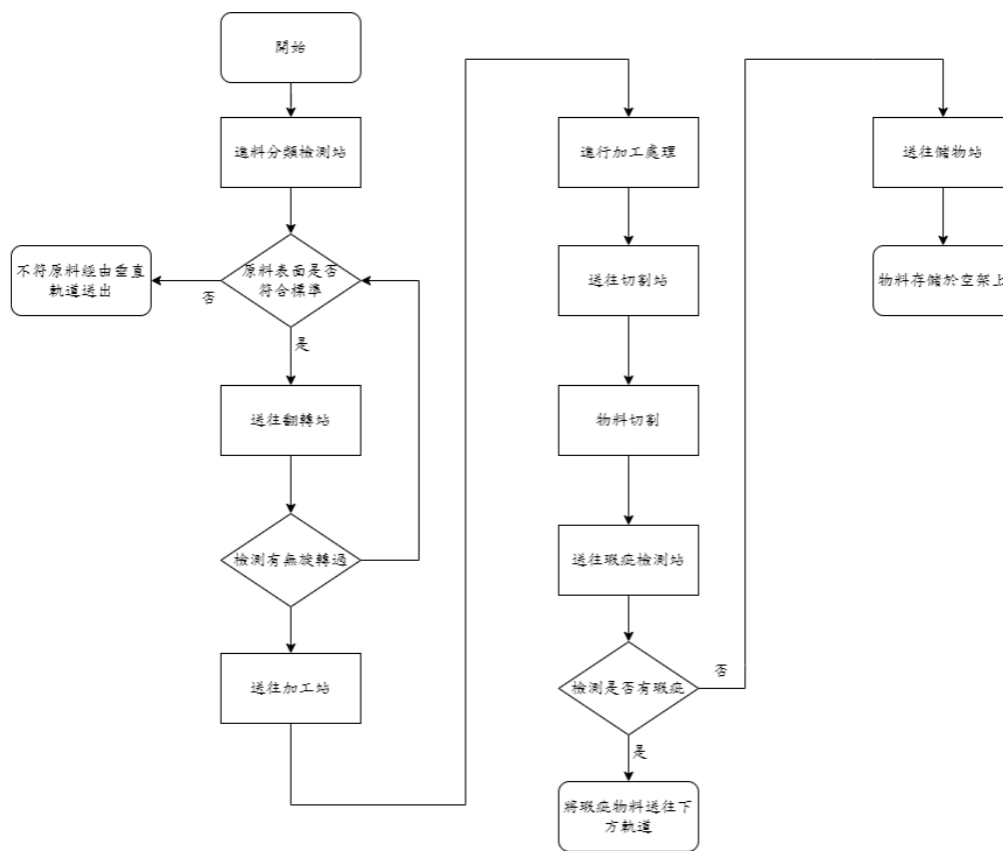 開始
進料分類檢測站
原料表面是否
符合標準
否
不符原料經由垂直
軌道送出
是
送往翻轉站
檢測有無旋轉過
送往加工站
進行加工處理
送往切割站
物料切割
送往瑕疵檢測站
檢測是否有瑕疵
否
是
將瑕疵物料送往下
方軌道
送往儲物站
物料存儲於空架上